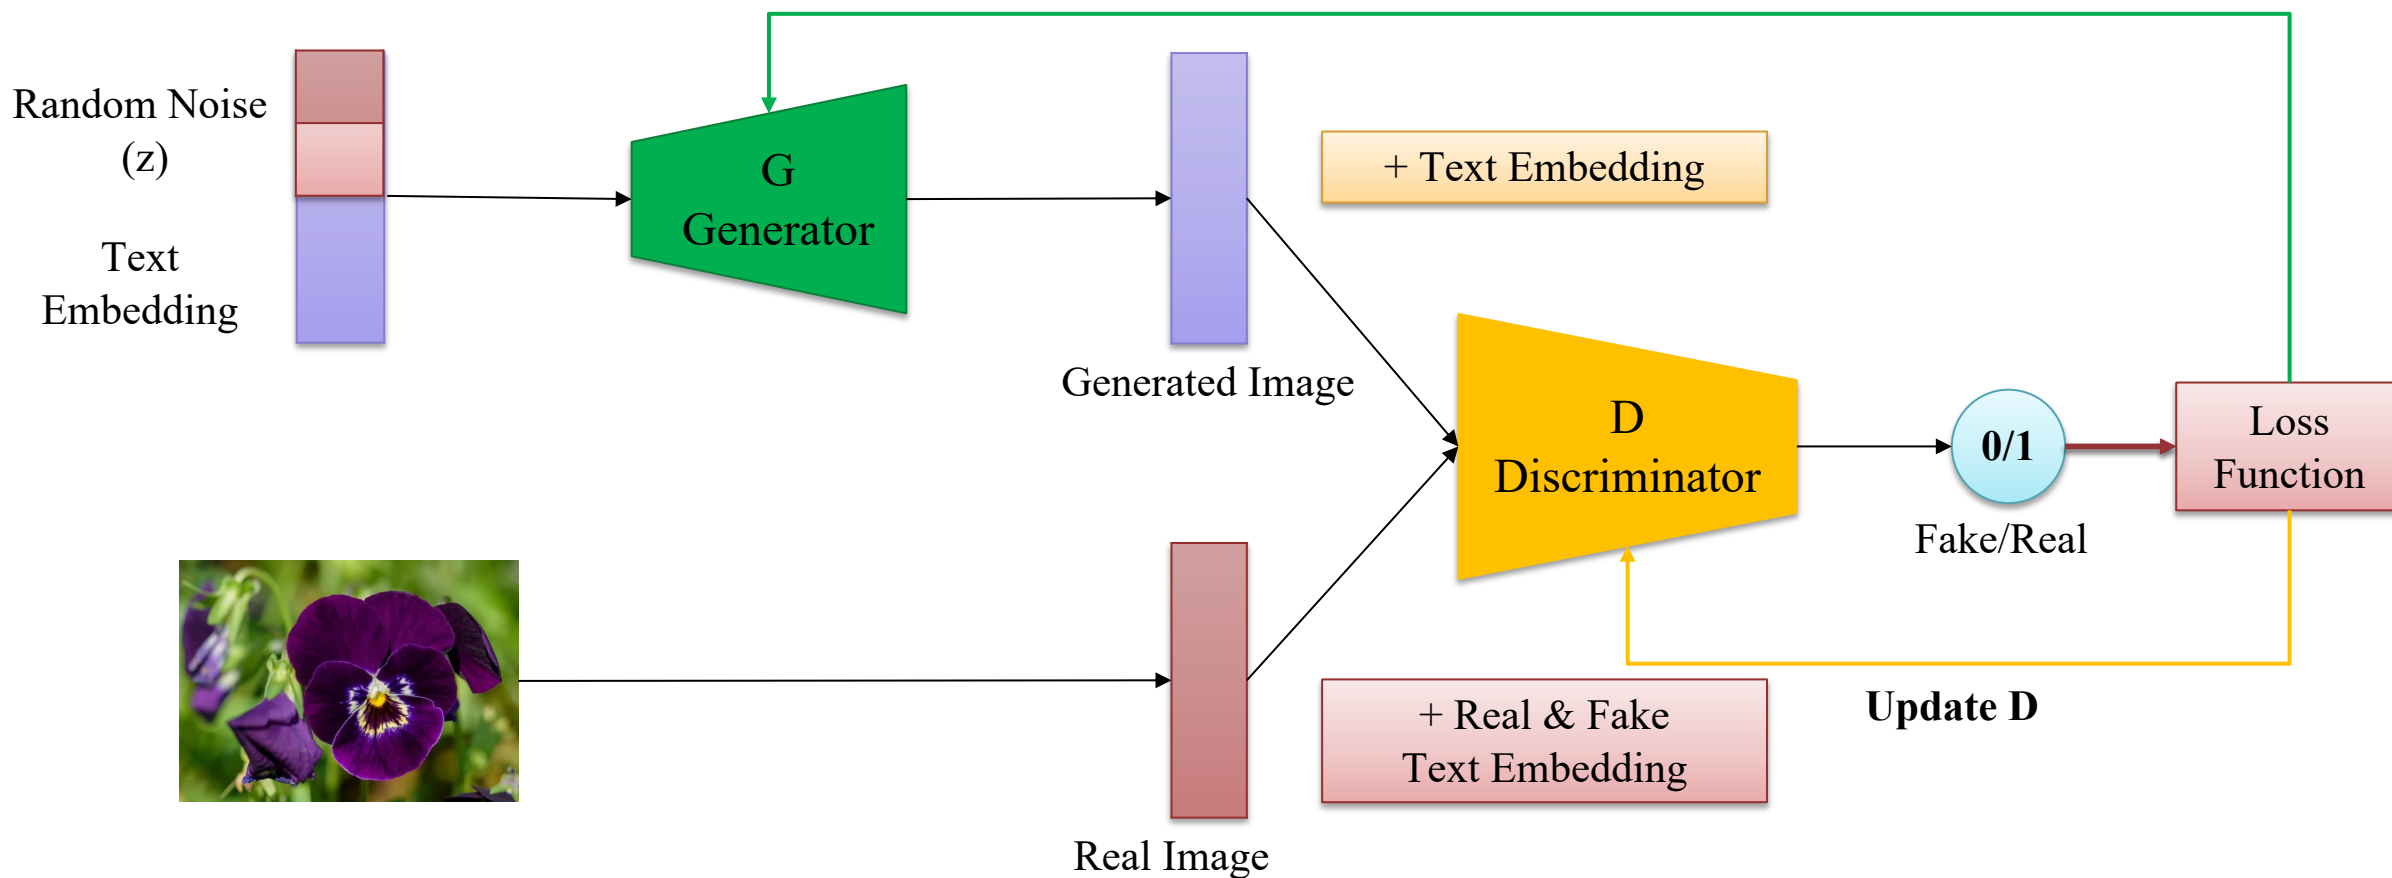 Random Noise
(z)
Text
Embedding
G
Generator
Generated Image
+ Text Embedding
D
Discriminator
0/1
Fake/Real
Loss
Function
Update D
+ Real & Fake
Text Embedding
Real Image